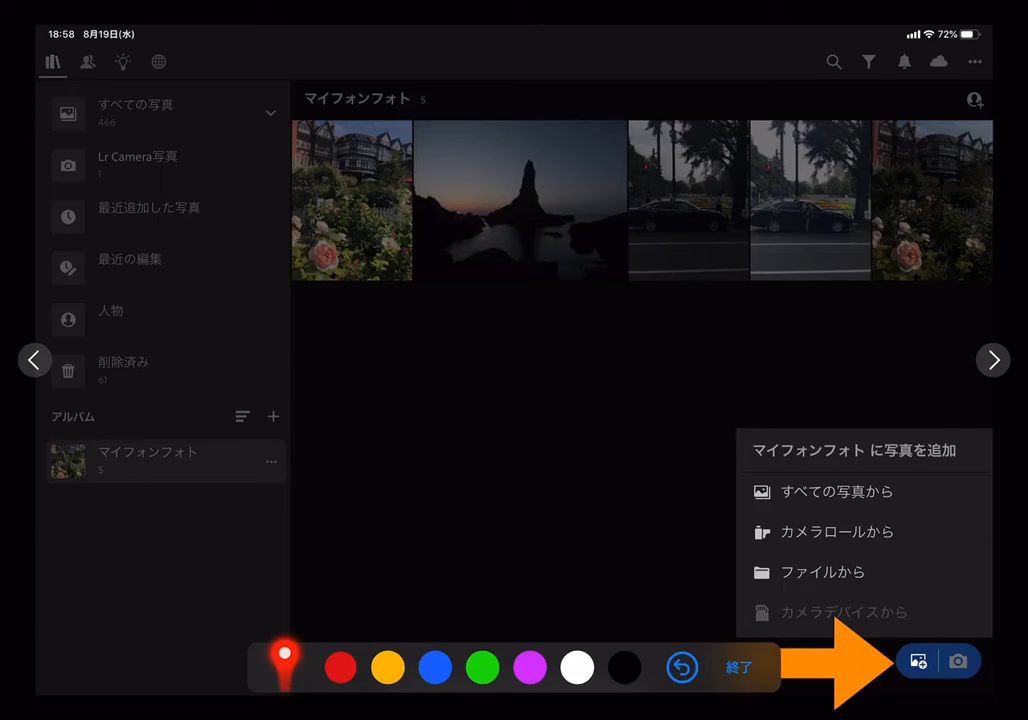 18:58 8月19日(水)
72%
すべての写真
466
Lr Camera写真
1
最近追加した写真
最近の編集
人物
削除済み
61
アルバム
マイフォンフォト
5
マイフォンフォト 5
マイフォンフォト に写真を追加
すべての写真から
カメラロールから
ファイルから
カメラデバイスから
終了